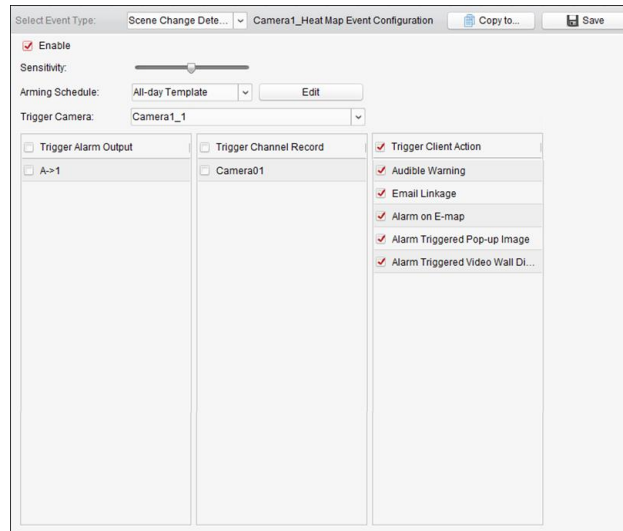 Select Event Type: Scene Change Dete... Camera1_Heat Map Event Configuration Copy to... Save
Enable
Sensitivity:
Arming Schedule: All-day Template Edit
Trigger Camera: Camera1_1
Trigger Alarm Output Trigger Channel Record Trigger Client Action
A->1 Camera01 Audible Warning
Email Linkage
Alarm on E-map
Alarm Triggered Pop-up Image
Alarm Triggered Video Wall Di...